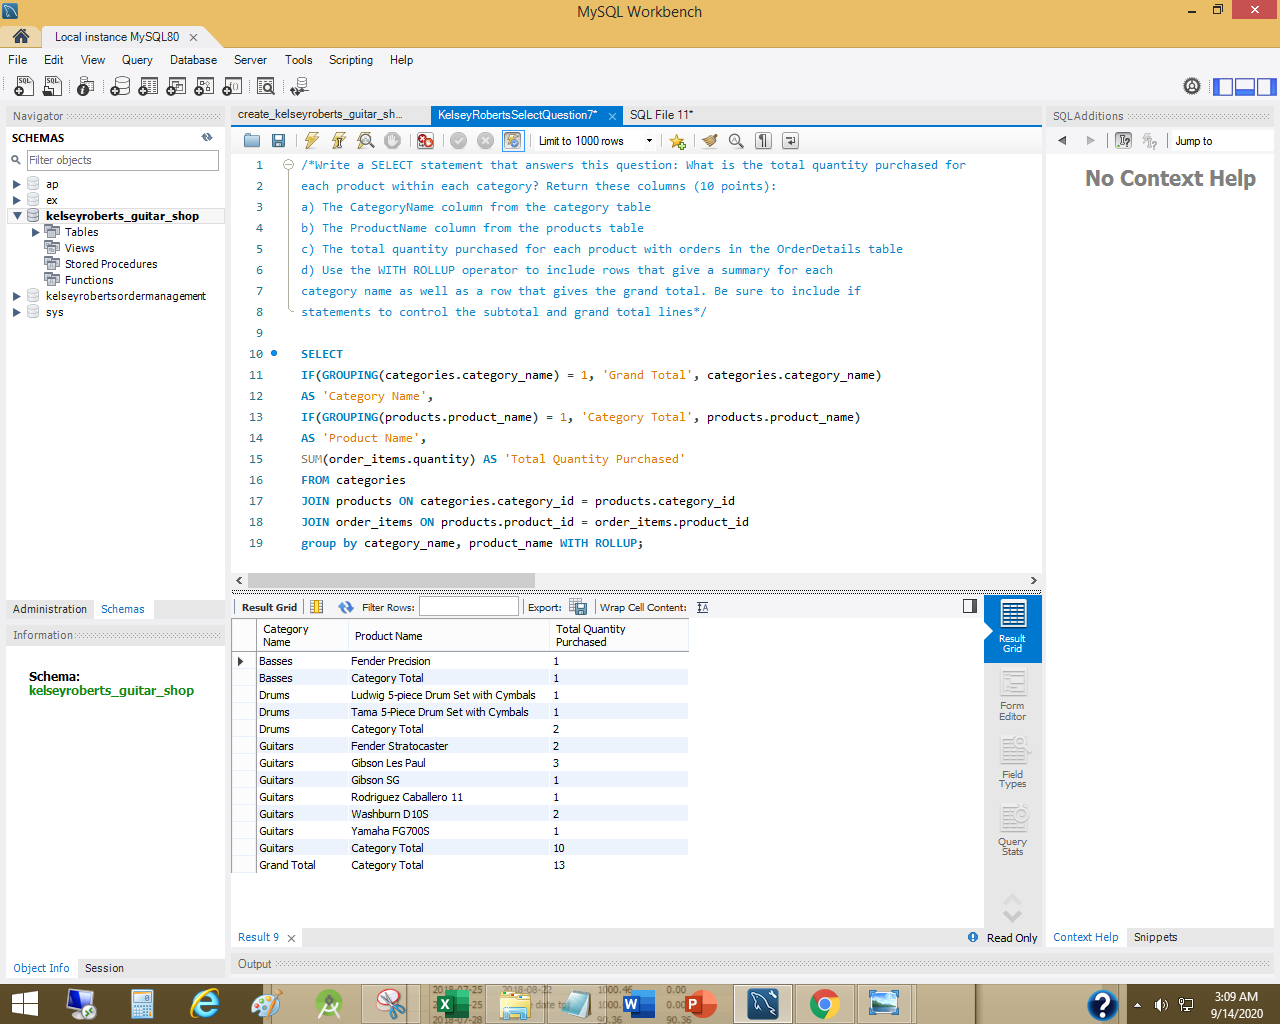 MySQL Workbench
Local instance MySQL80
File Edit View Query Database Server Tools Scripting Help
Navigator
SCHEMAS
Filter objects
ap
ex
kelseyroberts_guitar_shop
Tables
Views
Stored Procedures
Functions
kelseyrobertsordermanagement
sys
Administration Schemas
Information
Schema:
kelseyroberts_guitar_shop
Object Info Session
create_kelseyroberts_guitar_sh... KelseyRobertsSelectQuestion7* SQL File 11*
Limit to 1000 rows
1 /*Write a SELECT statement that answers this question: What is the total quantity purchased for
2 each product within each category? Return these columns (10 points):
3 a) The CategoryName column from the category table
4 b) The ProductName column from the products table
5 c) The total quantity purchased for each product with orders in the OrderDetails table
6 d) Use the WITH ROLLUP operator to include rows that give a summary for each
7 category name as well as a row that gives the grand total. Be sure to include if
8 statements to control the subtotal and grand total lines*/
9
10 SELECT
11 IF(GROUPING(categories.category_name) = 1, 'Grand Total', categories.category_name)
12 AS 'Category Name',
13 IF(GROUPING(products.product_name) = 1, 'Category Total', products.product_name)
14 AS 'Product Name',
15 SUM(order_items.quantity) AS 'Total Quantity Purchased'
16 FROM categories
17 JOIN products ON categories.category_id = products.category_id
18 JOIN order_items ON products.product_id = order_items.product_id
19 group by category_name, product_name WITH ROLLUP;
Result Grid Filter Rows: Export: Wrap Cell Content:
Category Name Product Name Total Quantity Purchased
Basses Fender Precision 1
Basses Category Total 1
Drums Ludwig 5-piece Drum Set with Cymbals 1
Drums Tama 5-Piece Drum Set with Cymbals 1
Drums Category Total 2
Guitars Fender Stratocaster 2
Guitars Gibson Les Paul 3
Guitars Gibson SG 1
Guitars Rodriguez Caballero 11 1
Guitars Washburn D10S 2
Guitars Yamaha FG700S 1
Guitars Category Total 10
Grand Total Category Total 13
Result Grid
Form Editor
Field Types
Query Stats
Result 9
Read Only
Output
SQLAdditions
Jump to
No Context Help
Context Help Snippets
3:09 AM
9/14/2020